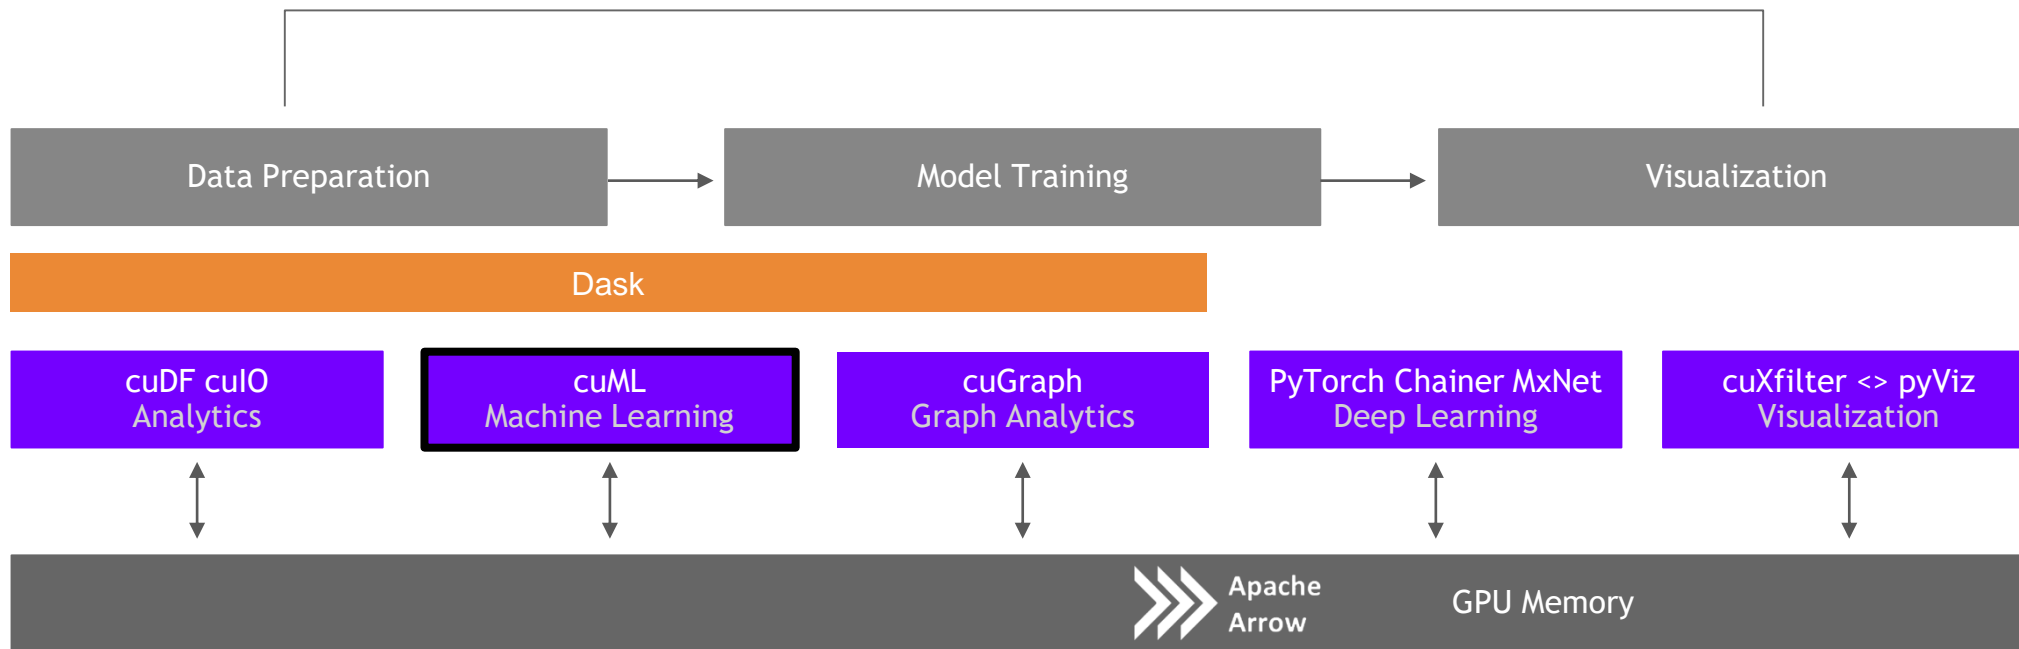 Data Preparation
Model Training
Visualization
Dask
cuDF cuIO
Analytics
cuML
Machine Learning
cuGraph
Graph Analytics
PyTorch Chainer MxNet
Deep Learning
cuXfilter <> pyViz
Visualization
Apache
Arrow
GPU Memory